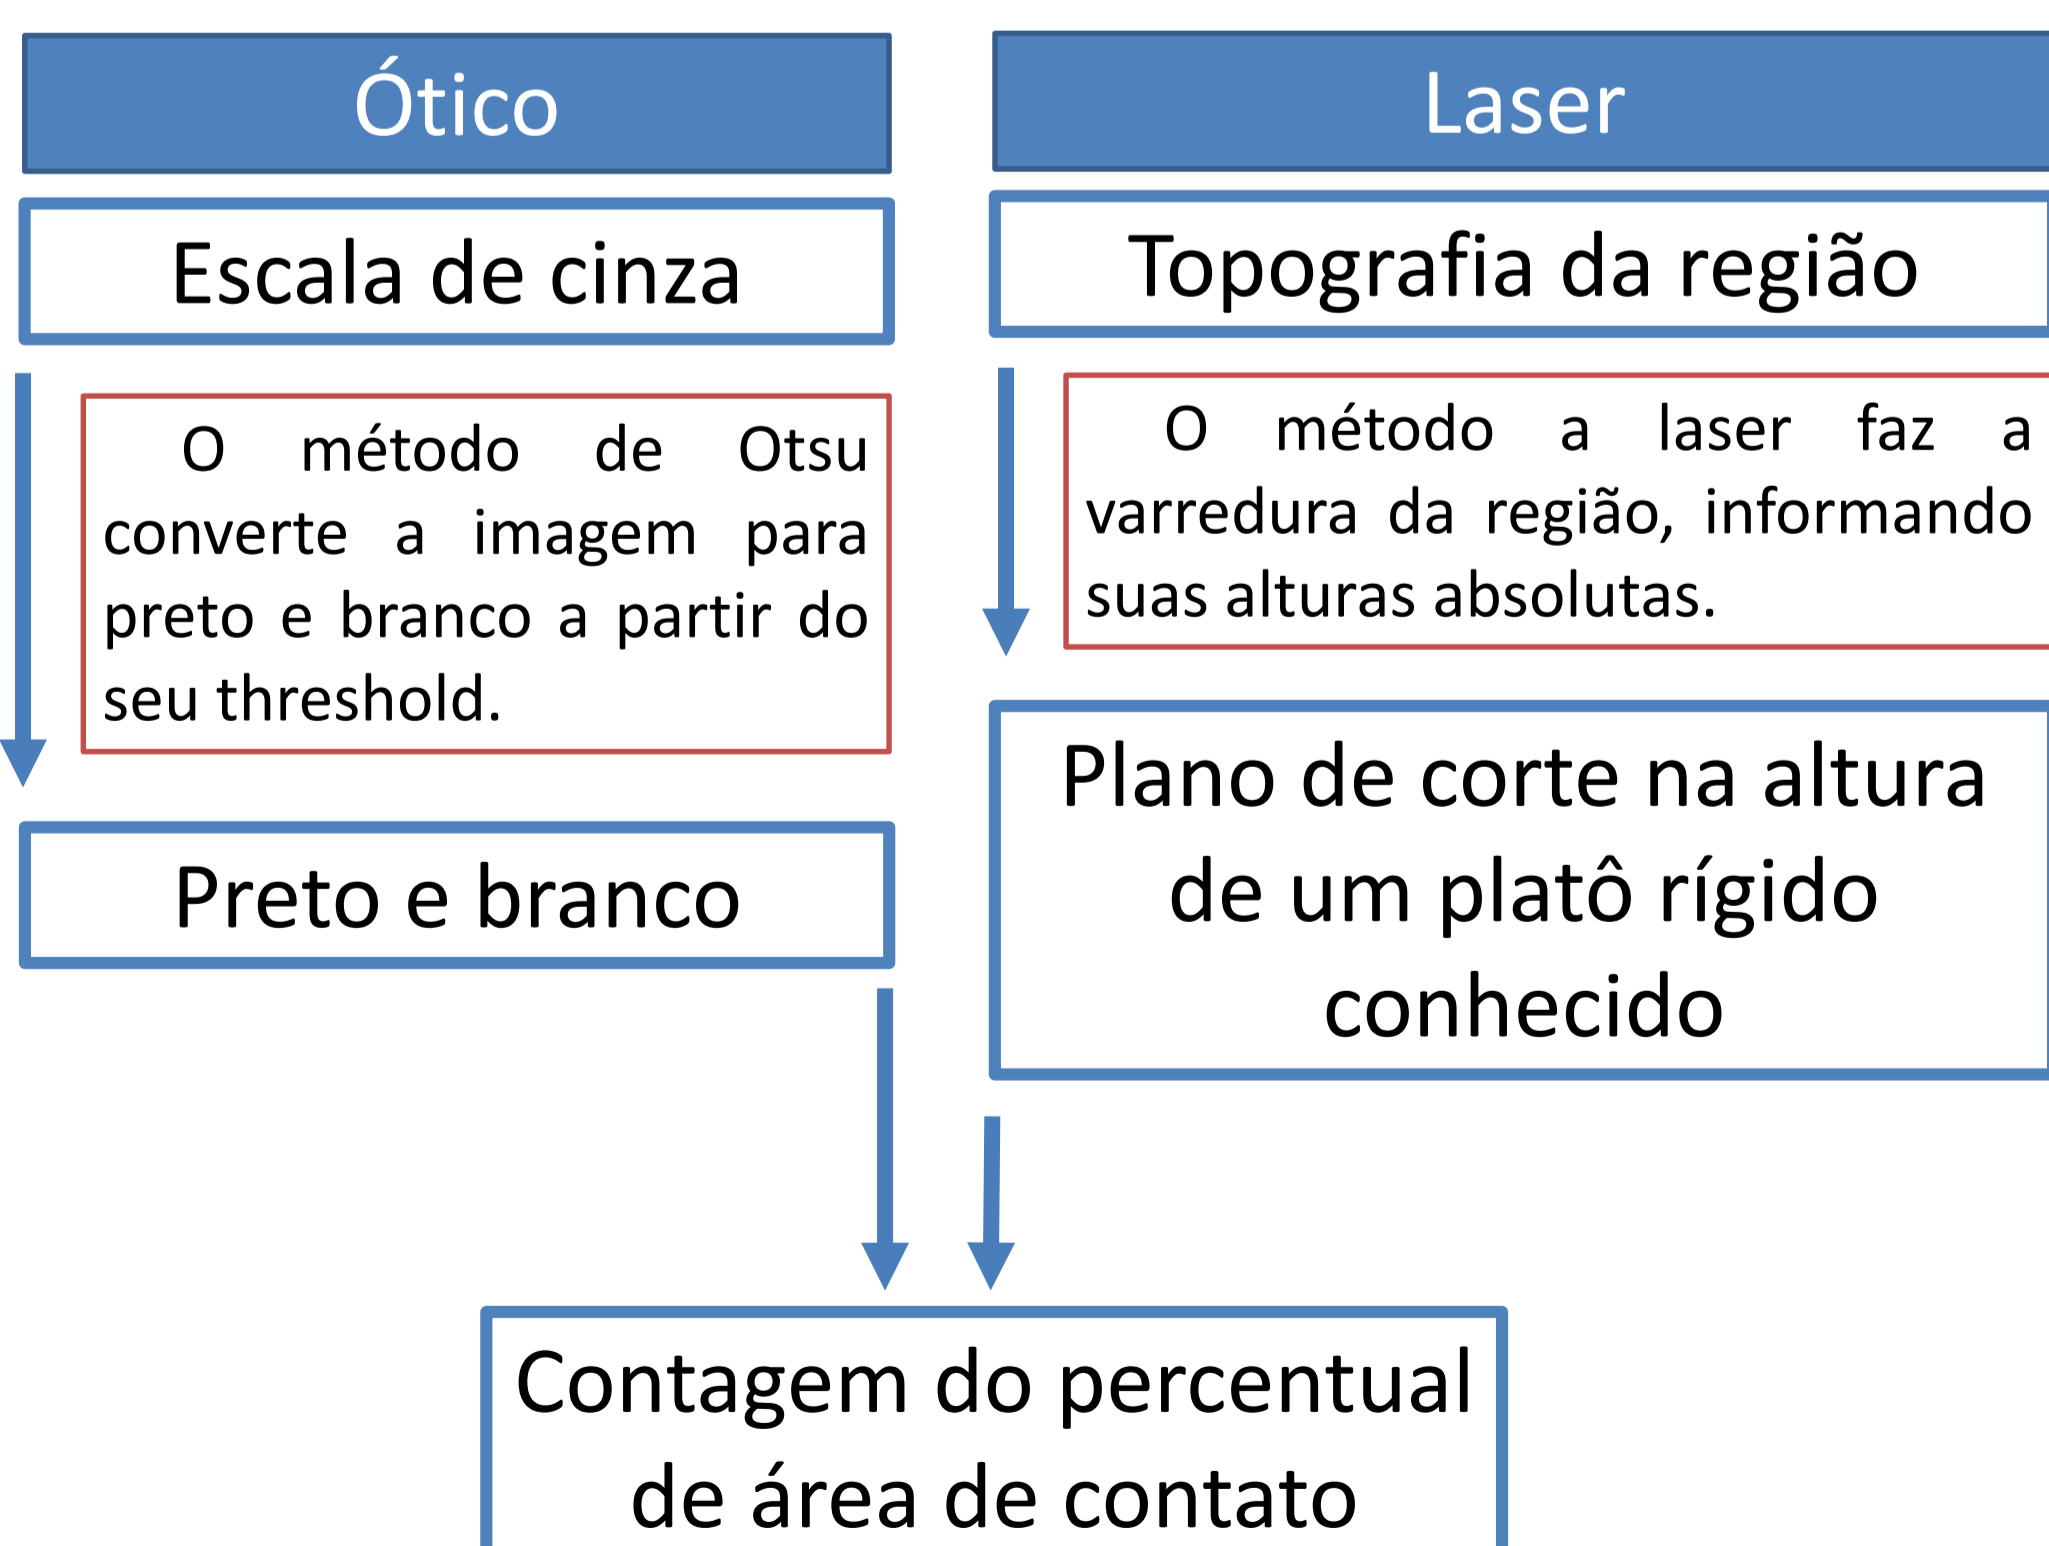 Ótico
Escala de cinza
O método de Otsu
converte a imagem para
preto e branco a partir do
seu threshold.
Preto e branco
Laser
Topografia da região
O método a laser faz a
varredura da região, informando
suas alturas absolutas.
Plano de corte na altura
de um platô rígido
conhecido
Contagem do percentual
de área de contato